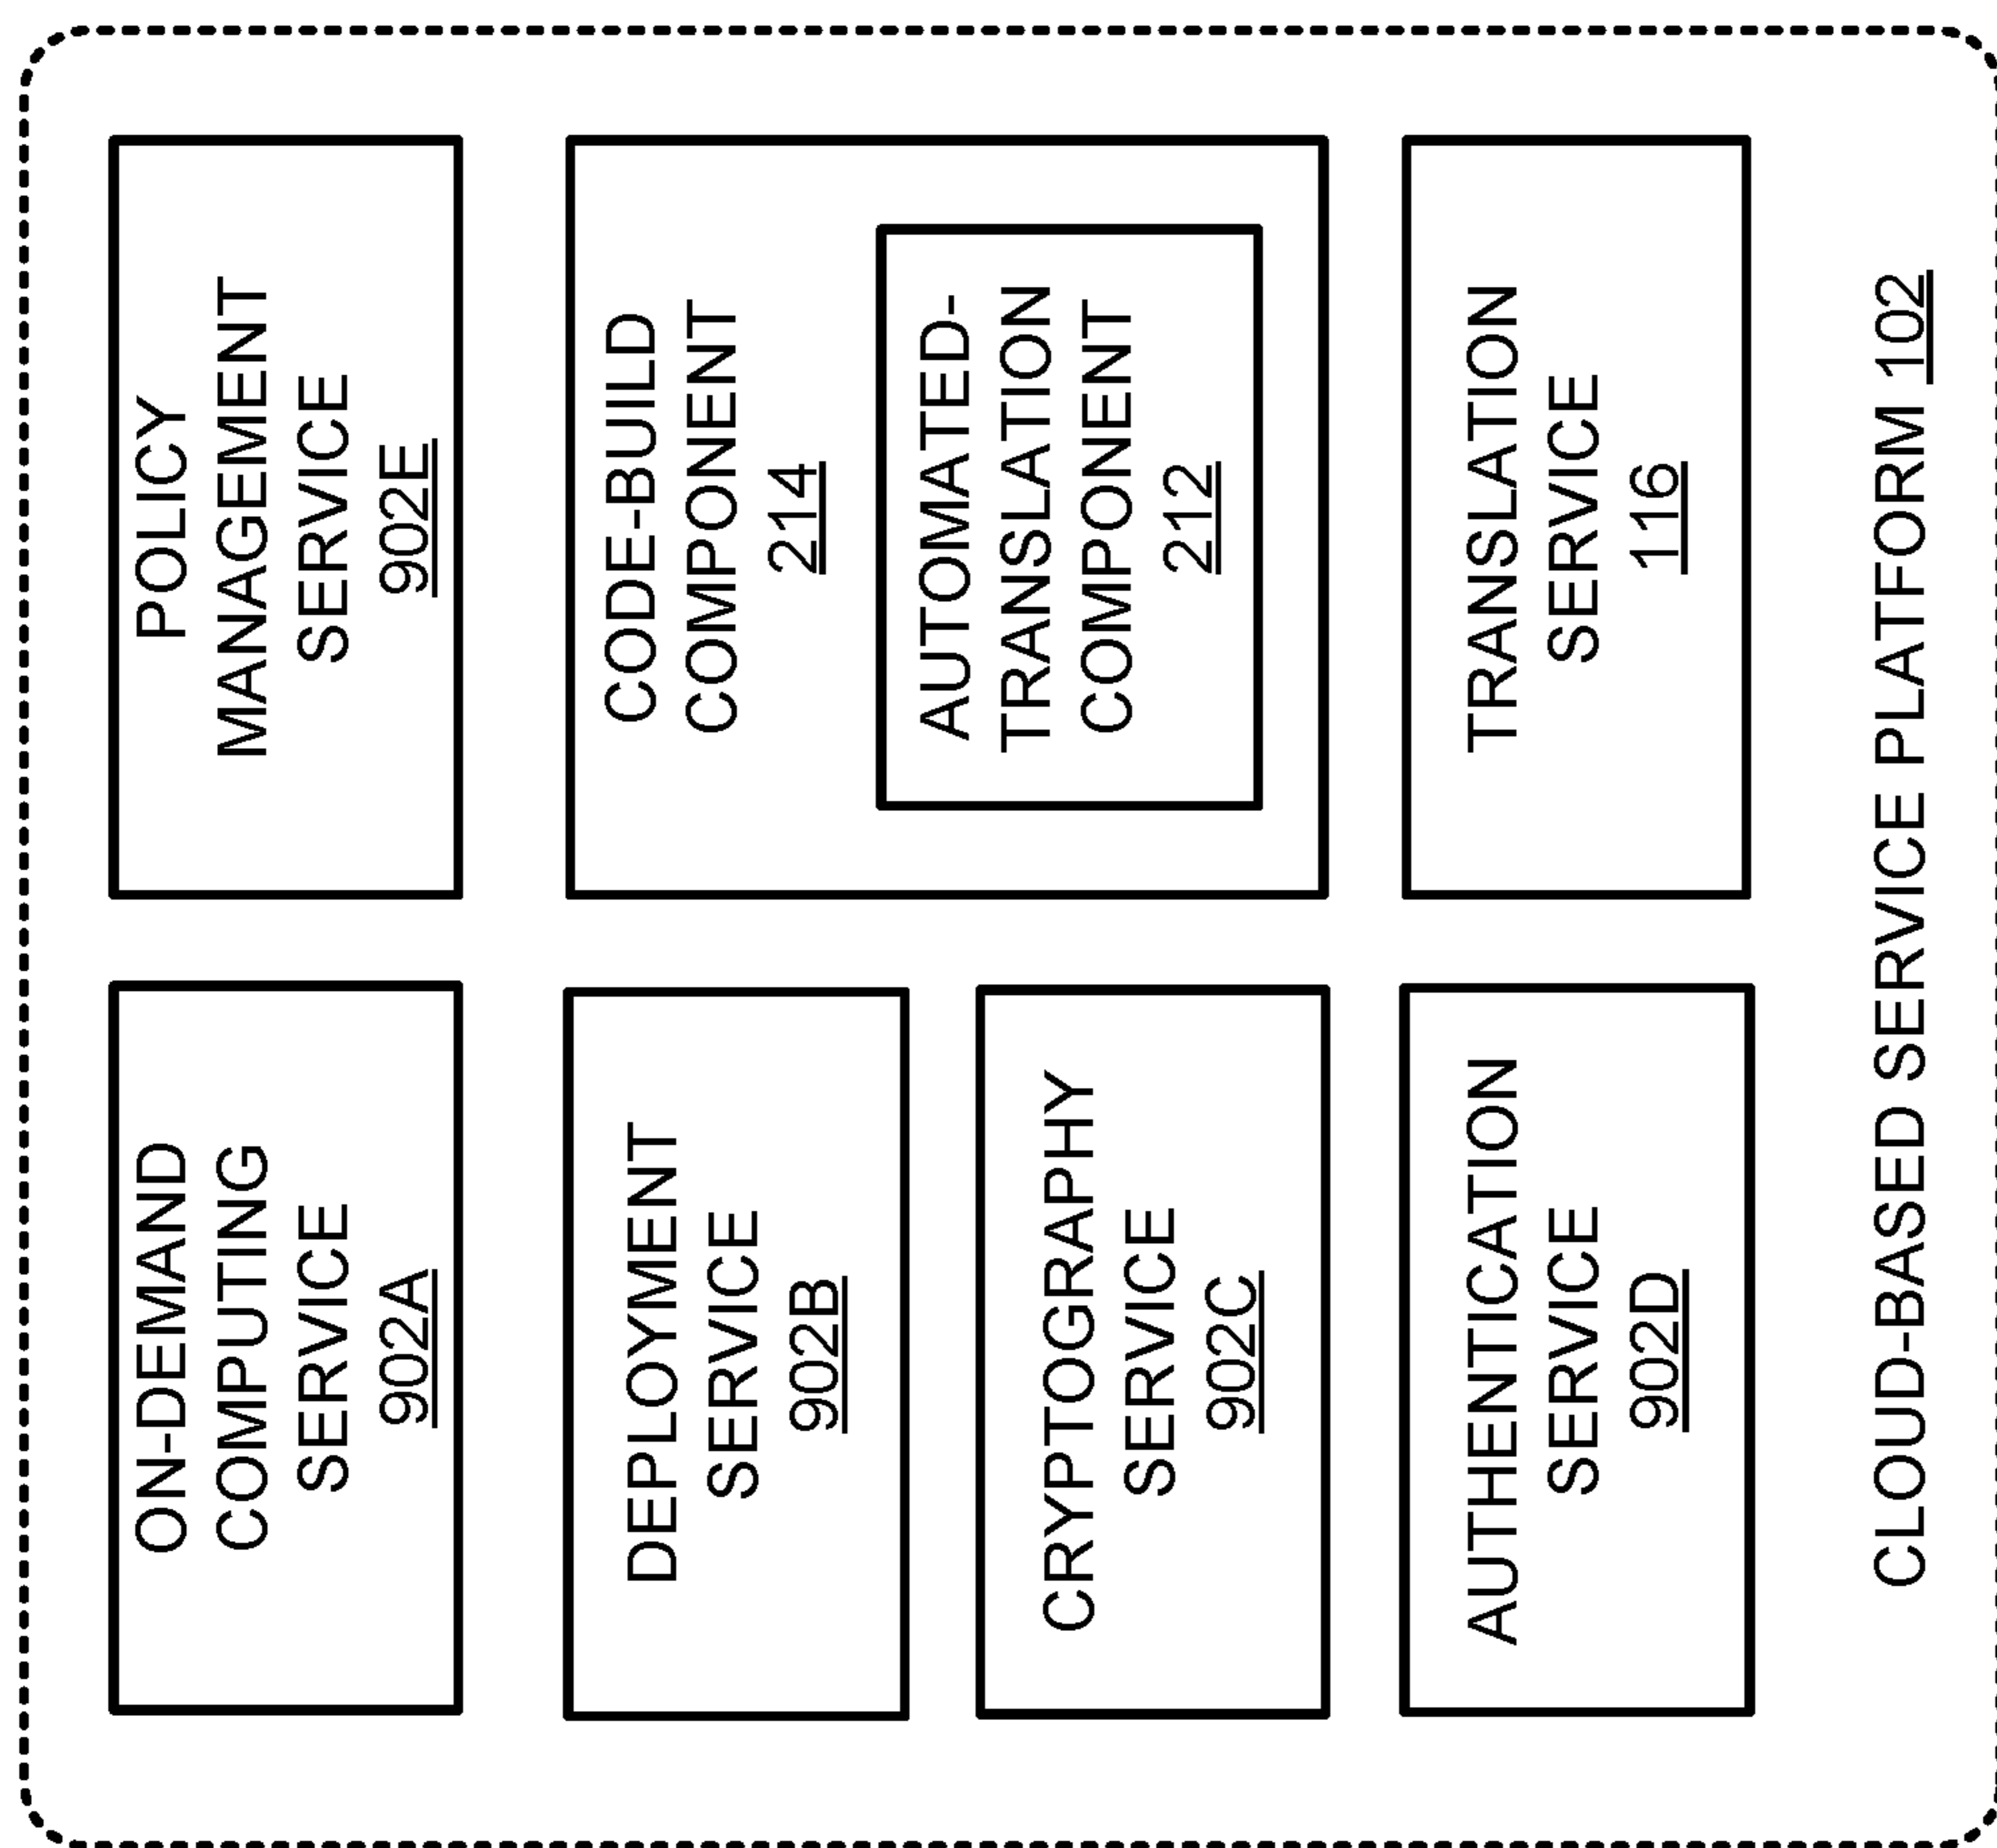 ON-DEMAND
COMPUTING
SERVICE
902A
POLICY
MANAGEMENT
SERVICE
902E
DEPLOYMENT
SERVICE
902B
CRYPTOGRAPHY
SERVICE
902C
CODE-BUILD
COMPONENT
214
AUTOMATED-
TRANSLATION
COMPONENT
212
AUTHENTICATION
SERVICE
902D
TRANSLATION
SERVICE
116
CLOUD-BASED SERVICE PLATFORM 102